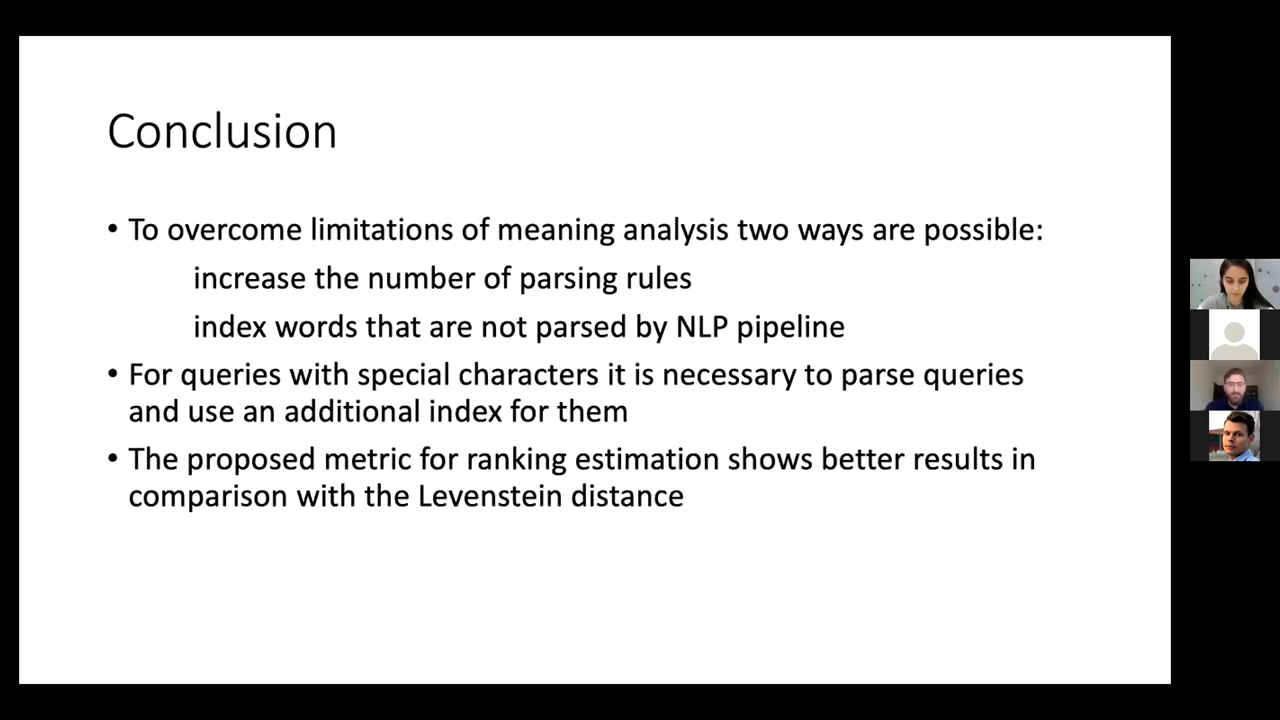 Conclusion
• To overcome limitations of meaning analysis two ways are possible:
increase the number of parsing rules
index words that are not parsed by NLP pipeline
• For queries with special characters it is necessary to parse queries
and use an additional index for them
• The proposed metric for ranking estimation shows better results in
comparison with the Levenstein distance